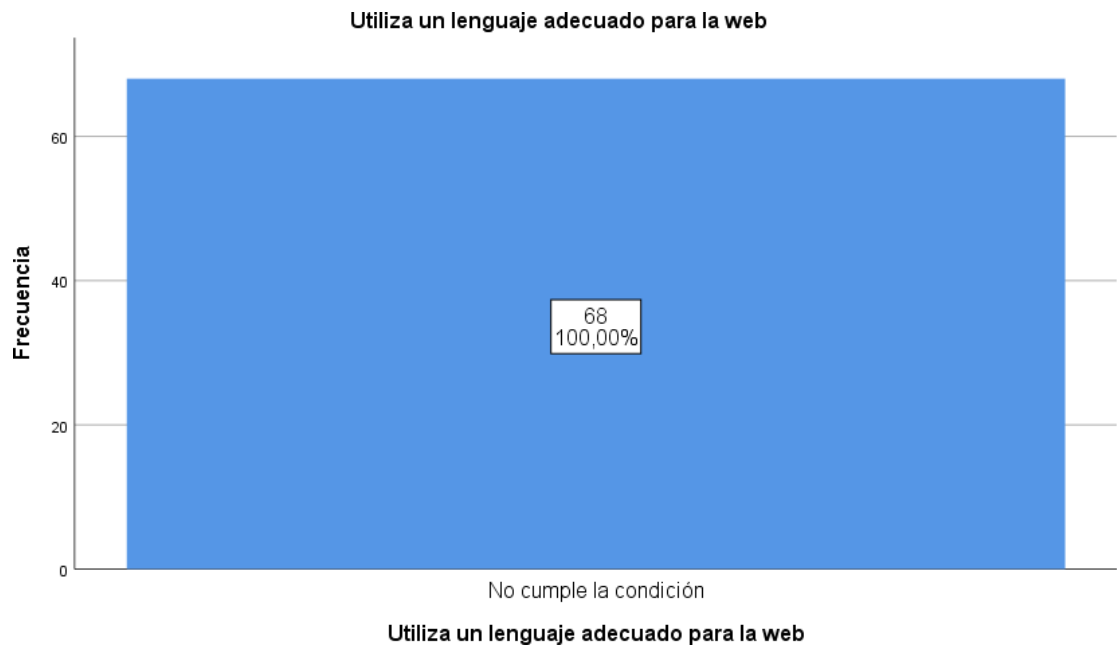 Utiliza un lenguaje adecuado para la web
60
40
20
0
Frecuencia
68
100,00%
No cumple la condición
Utiliza un lenguaje adecuado para la web